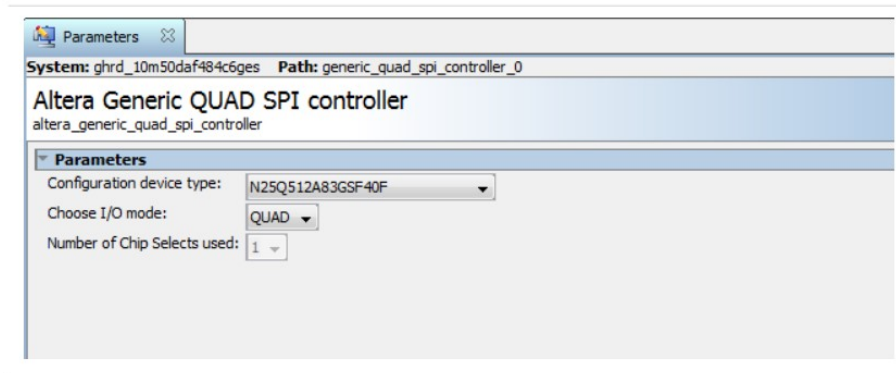 Parameters
System: ghrd_10m50daf484c6ges Path: generic_quad_spi_controller_0
Altera Generic QUAD SPI controller
altera_generic_quad_spi_controller
Parameters
Configuration device type: N25Q512A83GSF40F
Choose I/O mode: QUAD
Number of Chip Selects used: 1